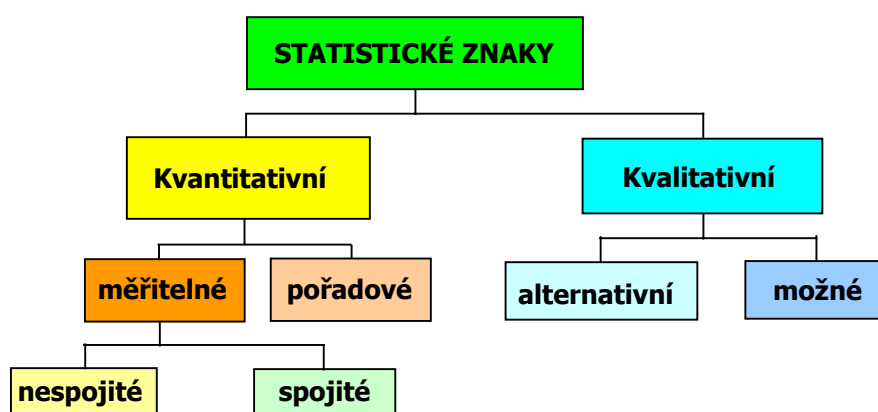 STATISTICKÉ ZNAKY
Kvantitativní
Kvalitativní
měřitelné
pořadové
alternativní
možné
nespojité
spojité